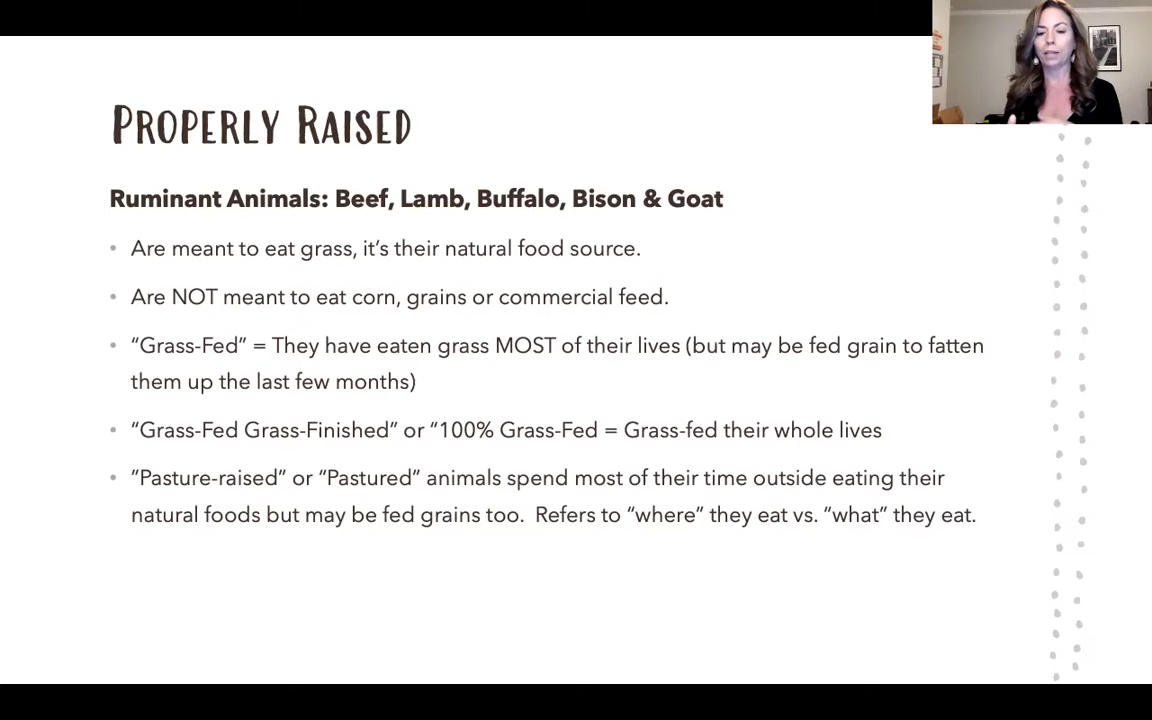 Properly Raised
Ruminant Animals: Beef, Lamb, Buffalo, Bison & Goat
• Are meant to eat grass, it’s their natural food source.
• Are NOT meant to eat corn, grains or commercial feed.
• “Grass-Fed” = They have eaten grass MOST of their lives (but may be fed grain to fatten
them up the last few months)
• “Grass-Fed Grass-Finished” or “100% Grass-Fed = Grass-fed their whole lives
• ”Pasture-raised” or “Pastured” animals spend most of their time outside eating their
natural foods but may be fed grains too.  Refers to “where” they eat vs. “what” they eat.